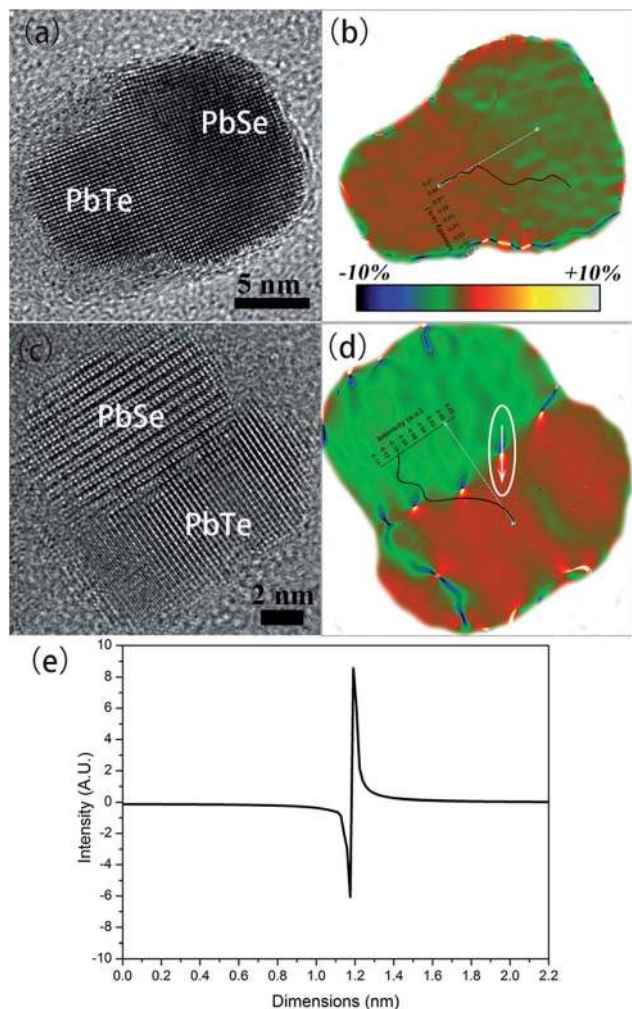 (a)
PbSe
PbTe
5 nm
(b)
-10%
+10%
(c)
PbSe
PbTe
2 nm
(d)
Intensity (a.u.)
(e)
10
8
6
4
2
0
-2
-4
-6
-8
-10
Intensity (A.U.)
0.0 0.2 0.4 0.6 0.8 1.0 1.2 1.4 1.6 1.8 2.0 2.2
Dimensions (nm)